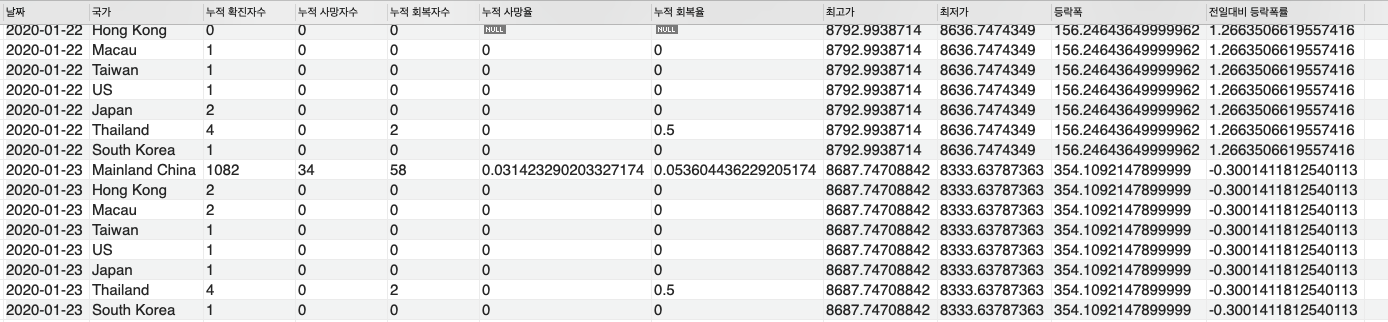 날짜 국가 누적 확진자수 누적 사망자수 누적 회복자수 누적 사망율 누적 회복율 최고가 최저가 등락폭 전일대비 등락폭률
2020-01-22 Hong Kong 0 0 0 NULL NULL 8792.9938714 8636.7474349 156.24643649999962 1.2663506619557416
2020-01-22 Macau 1 0 0 0 0 8792.9938714 8636.7474349 156.24643649999962 1.2663506619557416
2020-01-22 Taiwan 1 0 0 0 0 8792.9938714 8636.7474349 156.24643649999962 1.2663506619557416
2020-01-22 US 1 0 0 0 0 8792.9938714 8636.7474349 156.24643649999962 1.2663506619557416
2020-01-22 Japan 2 0 0 0 0 8792.9938714 8636.7474349 156.24643649999962 1.2663506619557416
2020-01-22 Thailand 4 0 2 0 0.5 8792.9938714 8636.7474349 156.24643649999962 1.2663506619557416
2020-01-22 South Korea 1 0 0 0 0 8792.9938714 8636.7474349 156.24643649999962 1.2663506619557416
2020-01-23 Mainland China 1082 34 58 0.031423290203327174 0.053604436229205174 8687.74708842 8333.63787363 354.1092147899999 -0.3001411812540113
2020-01-23 Hong Kong 2 0 0 0 0 8687.74708842 8333.63787363 354.1092147899999 -0.3001411812540113
2020-01-23 Macau 2 0 0 0 0 8687.74708842 8333.63787363 354.1092147899999 -0.3001411812540113
2020-01-23 Taiwan 1 0 0 0 0 8687.74708842 8333.63787363 354.1092147899999 -0.3001411812540113
2020-01-23 US 1 0 0 0 0 8687.74708842 8333.63787363 354.1092147899999 -0.3001411812540113
2020-01-23 Japan 1 0 0 0 0 8687.74708842 8333.63787363 354.1092147899999 -0.3001411812540113
2020-01-23 Thailand 4 0 2 0 0.5 8687.74708842 8333.63787363 354.1092147899999 -0.3001411812540113
2020-01-23 South Korea 1 0 0 0 0 8687.74708842 8333.63787363 354.1092147899999 -0.3001411812540113